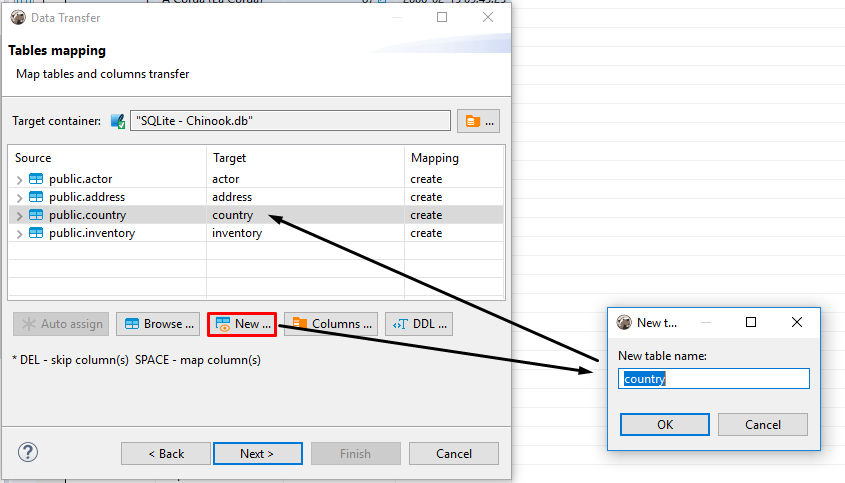 Data Transfer
Tables mapping
Map tables and columns transfer
Target container: "SQLite - Chinook.db" ...
Source Target Mapping
public.actor actor create
public.address address create
public.country country create
public.inventory inventory create
Auto assign Browse ... New ... Columns ... DDL ...
* DEL - skip column(s) SPACE - map column(s)
? < Back Next > Finish Cancel
New t...
New table name:
country
OK Cancel